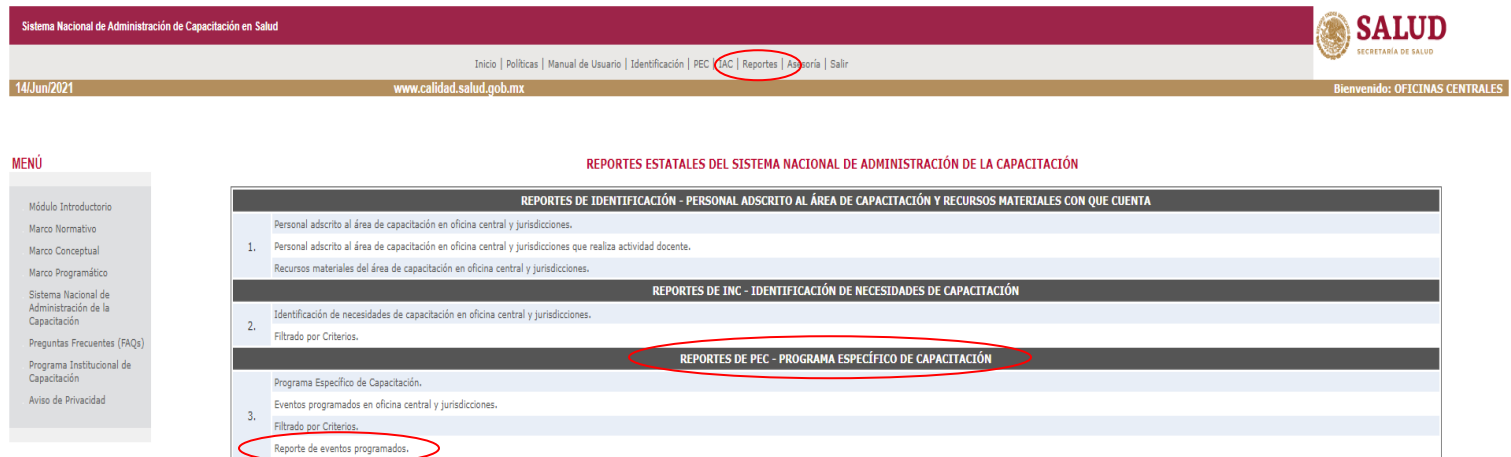 Sistema Nacional de Administración de Capacitación en Salud
SALUD
SECRETARÍA DE SALUD
Inicio | Políticas | Manual de Usuario | Identificación | PEC | IAC | Reportes | Asesoría | Salir
14/Jun/2021
www.calidad.salud.gob.mx
Bienvenido: OFICINAS CENTRALES
MENÚ
Módulo Introductorio
Marco Normativo
Marco Conceptual
Marco Programático
Sistema Nacional de
Administración de la
Capacitación
Preguntas Frecuentes (FAQs)
Programa Institucional de
Capacitación
Aviso de Privacidad
REPORTES ESTATALES DEL SISTEMA NACIONAL DE ADMINISTRACIÓN DE LA CAPACITACIÓN
REPORTES DE IDENTIFICACIÓN - PERSONAL ADSCRITO AL ÁREA DE CAPACITACIÓN Y RECURSOS MATERIALES CON QUE CUENTA
1.
Personal adscrito al área de capacitación en oficina central y jurisdicciones.
Personal adscrito al área de capacitación en oficina central y jurisdicciones que realiza actividad docente.
Recursos materiales del área de capacitación en oficina central y jurisdicciones.
REPORTES DE INC - IDENTIFICACIÓN DE NECESIDADES DE CAPACITACIÓN
2.
Identificación de necesidades de capacitación en oficina central y jurisdicciones.
Filtrado por Criterios.
REPORTES DE PEC - PROGRAMA ESPECÍFICO DE CAPACITACIÓN
3.
Programa Específico de Capacitación.
Eventos programados en oficina central y jurisdicciones.
Filtrado por Criterios.
Reporte de eventos programados.